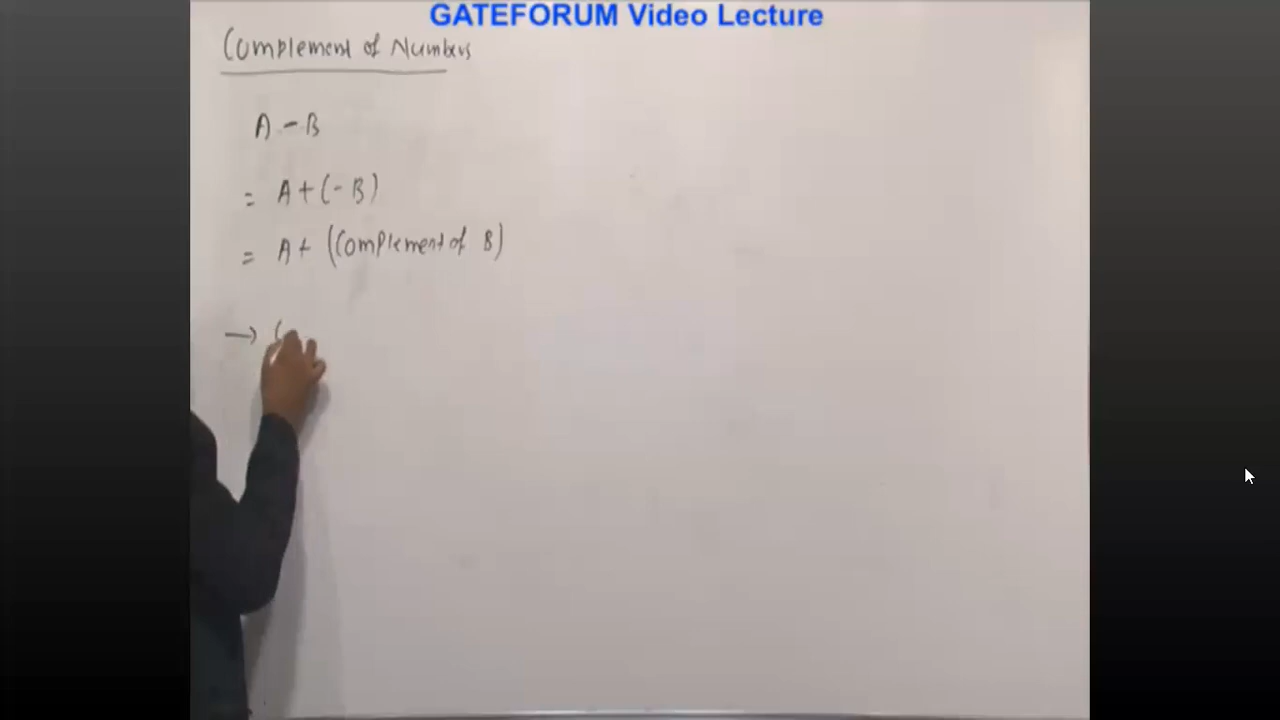 GATEFORUM Video Lecture
Complement of Numbers
A - B
= A + (- B)
= A + (Complement of B)
→ (